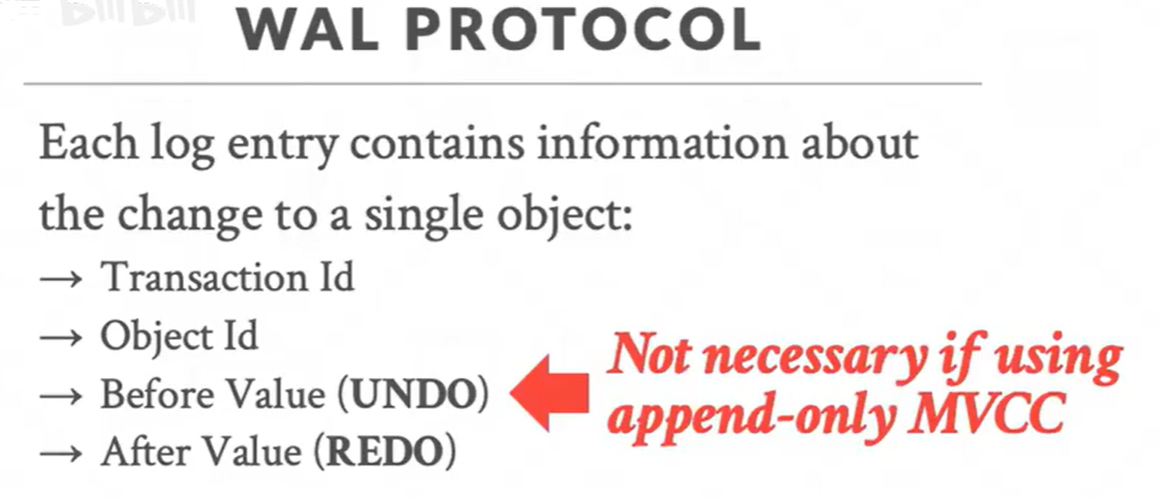 WAL PROTOCOL
Each log entry contains information about
the change to a single object:
→ Transaction Id
→ Object Id
→ Before Value (UNDO)
→ After Value (REDO)
Not necessary if using
append-only MVCC